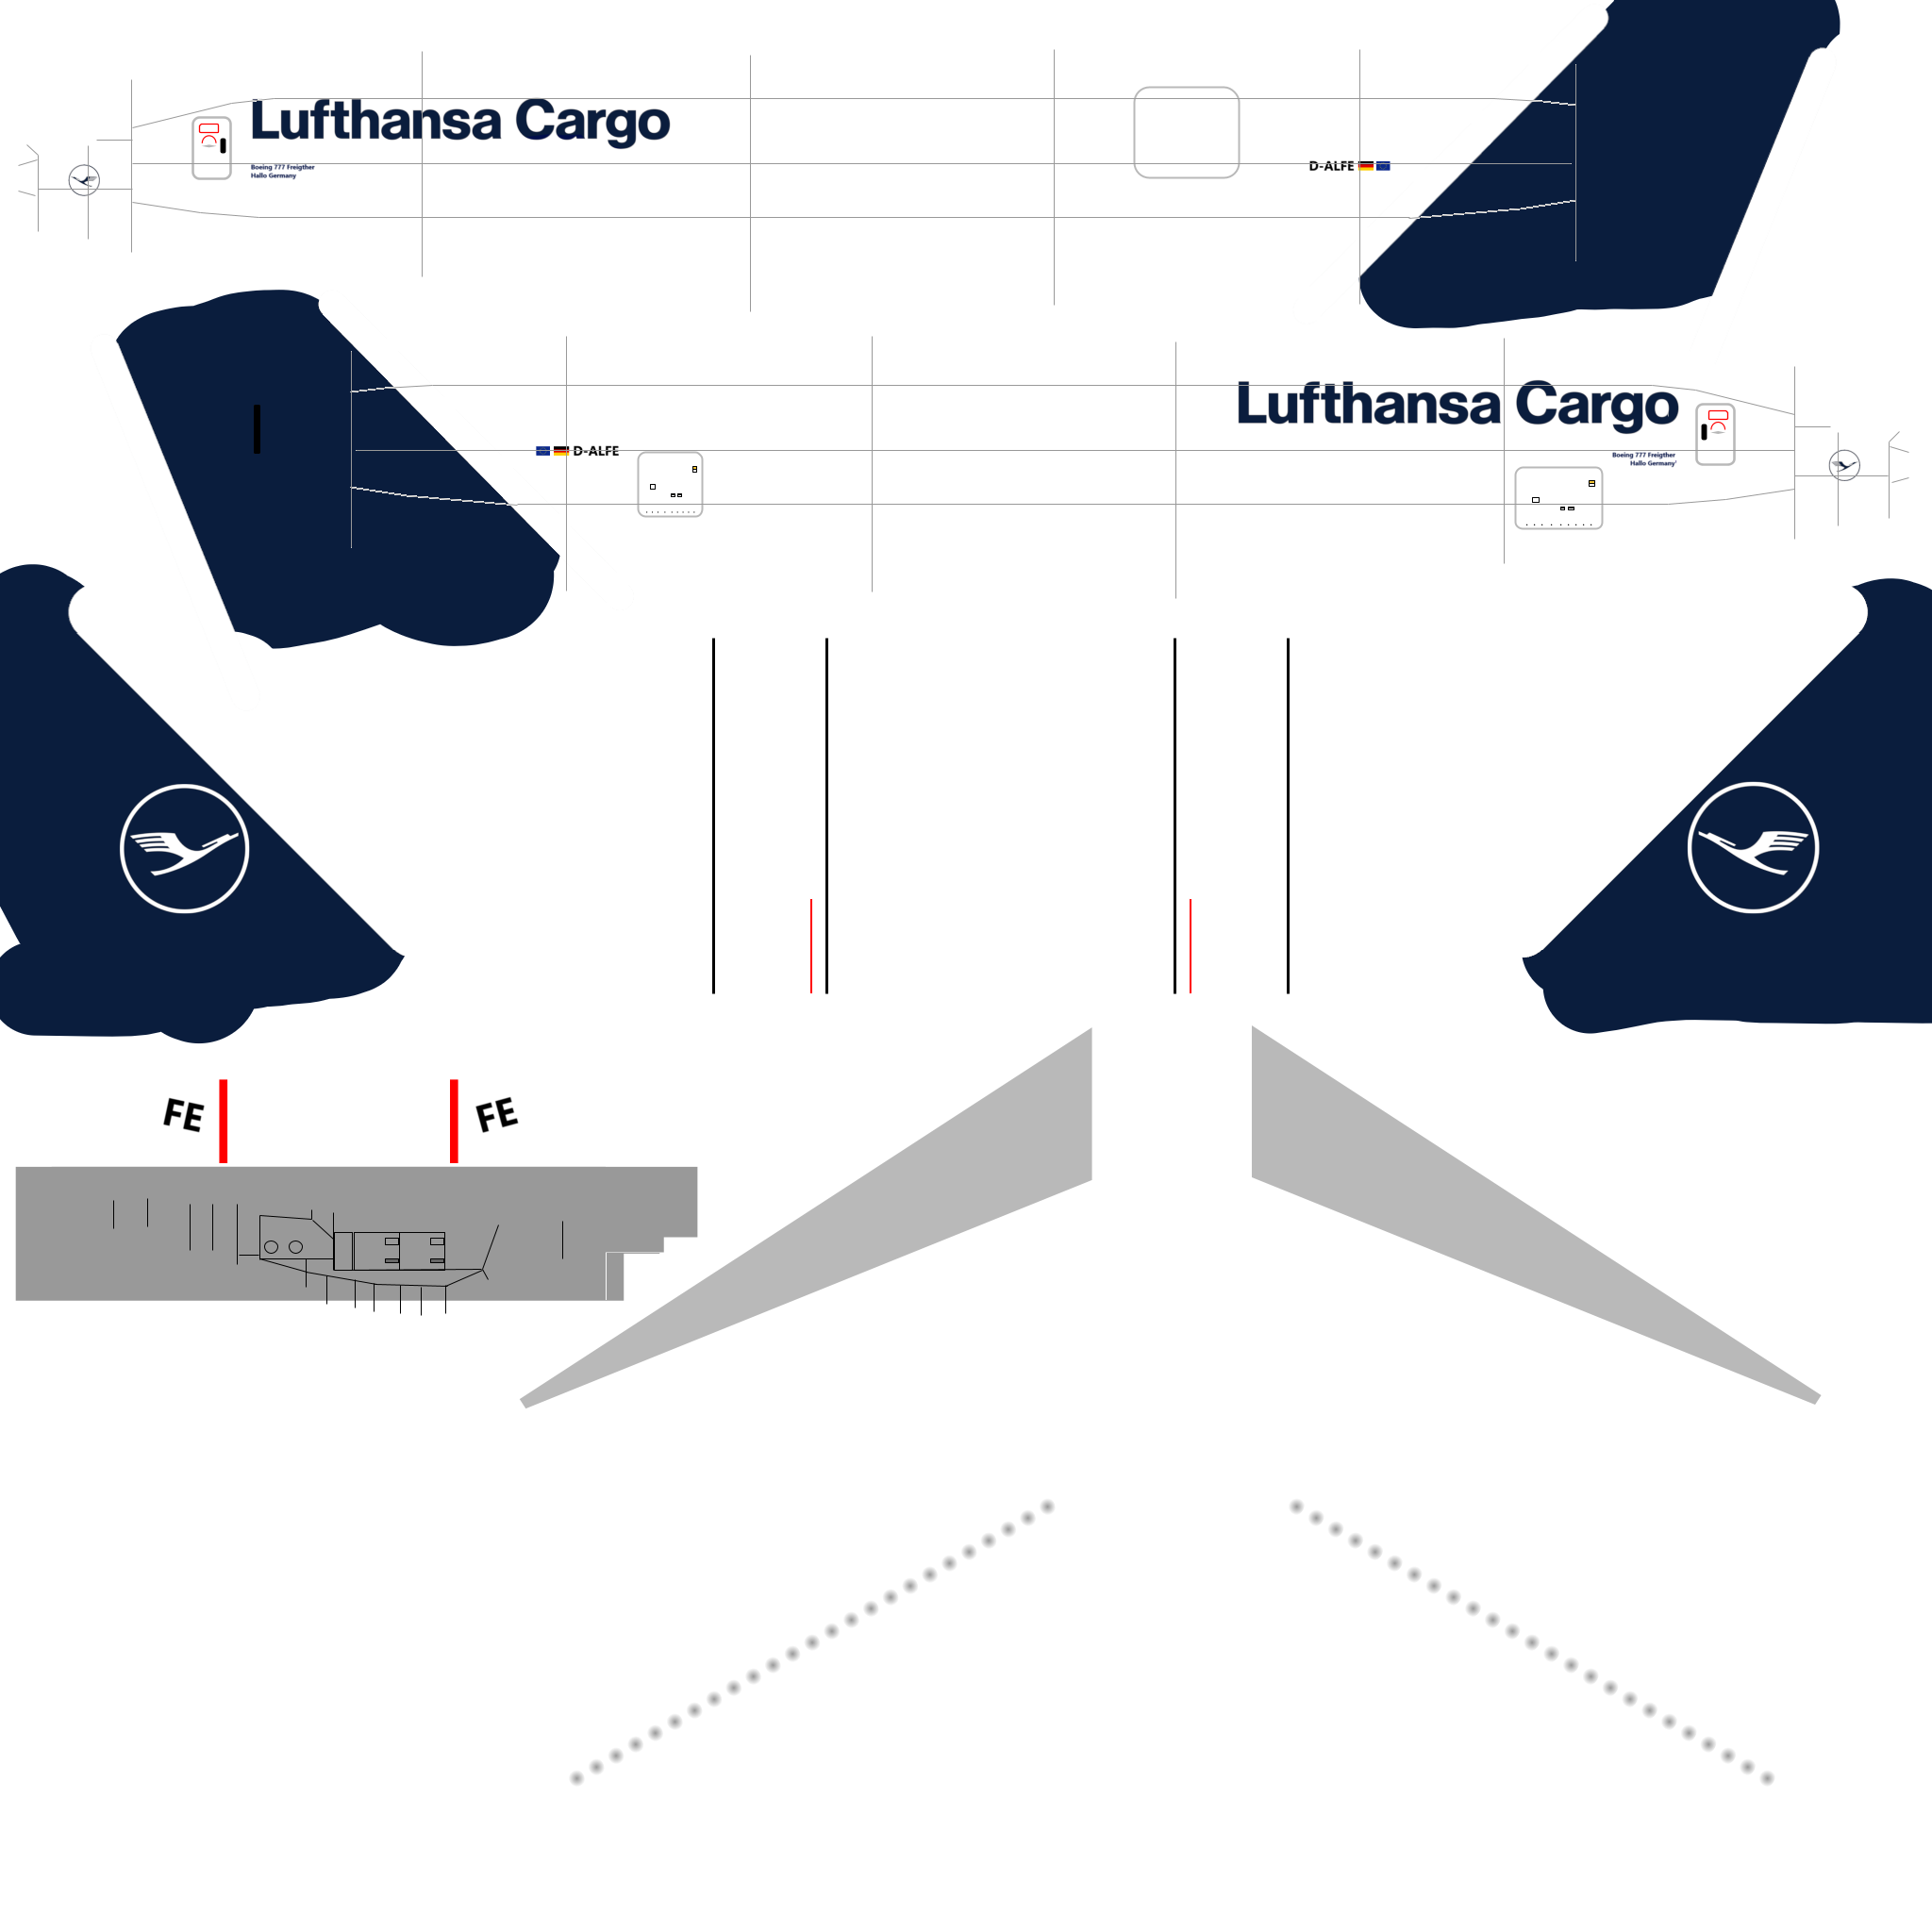 Lufthansa Cargo
Boeing 777 Freigther
Hallo Germany
D-ALFE
Lufthansa Cargo
D-ALFE
Boeing 777 Freigther
Hallo Germany'
FE
FE